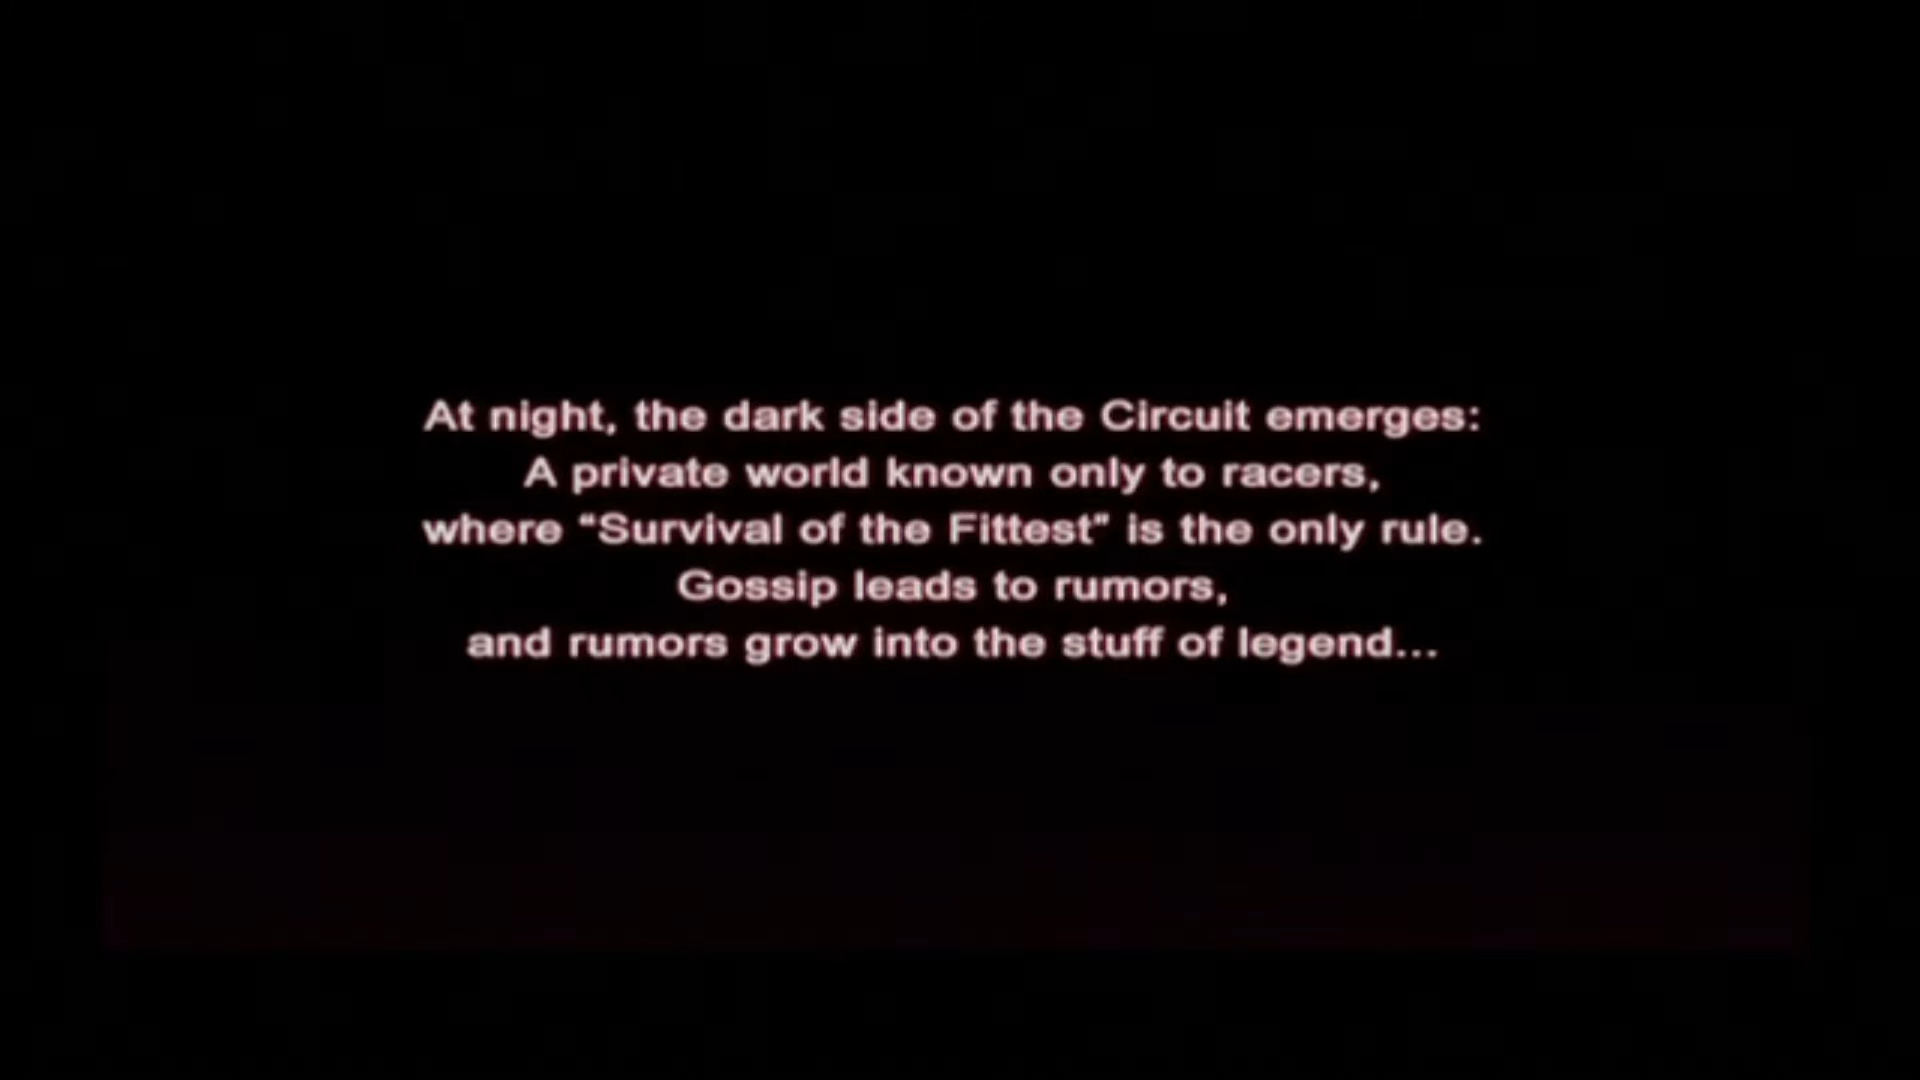 At night, the dark side of the Circuit emerges:
A private world known only to racers,
where “Survival of the Fittest” is the only rule.
Gossip leads to rumors,
and rumors grow into the stuff of legend...